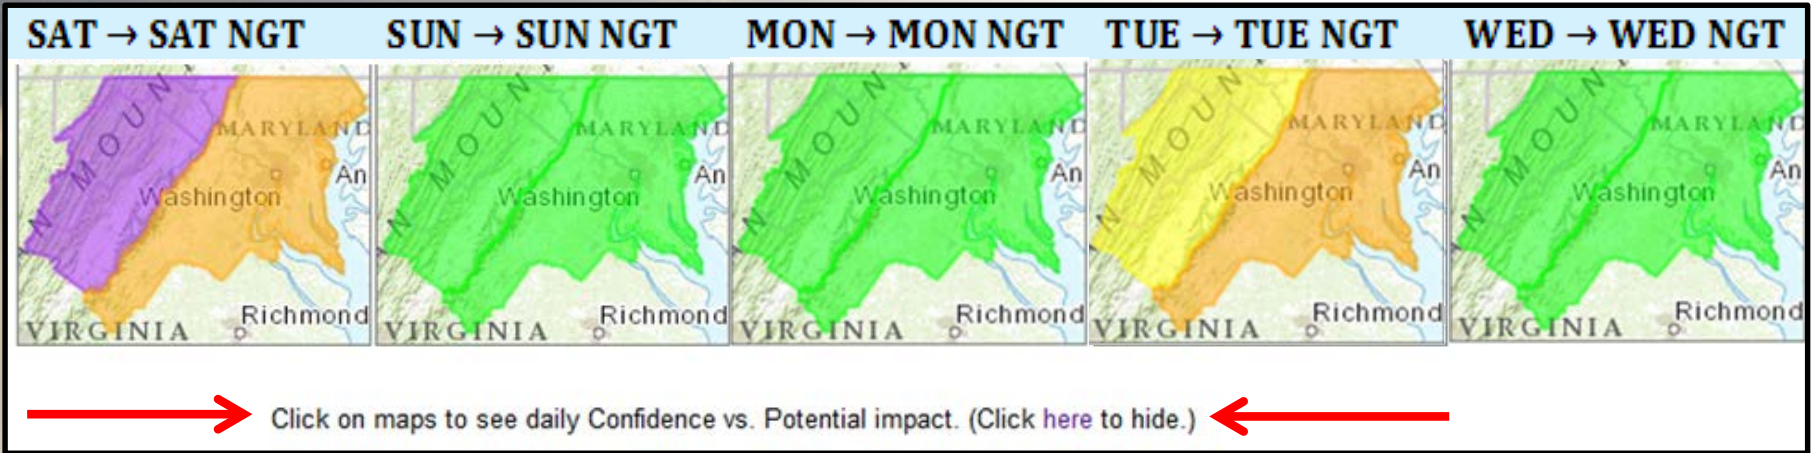 SAT → SAT NGT
SUN → SUN NGT
MON → MON NGT
TUE → TUE NGT
WED → WED NGT
N MOUN
MARYLAND
An
Washington
Richmond
VIRGINIA
MOUN
MARYLAND
An
Washington
Richmond
VIRGINIA
N MOUN
MARYLAND
An
Washington
Richmond
VIRGINIA
N MOUN
MARYLAND
An
Washington
Richmond
VIRGINIA
N MOUN
MARYLAND
An
Washington
Richmond
VIRGINIA
Click on maps to see daily Confidence vs. Potential impact. (Click here to hide.)